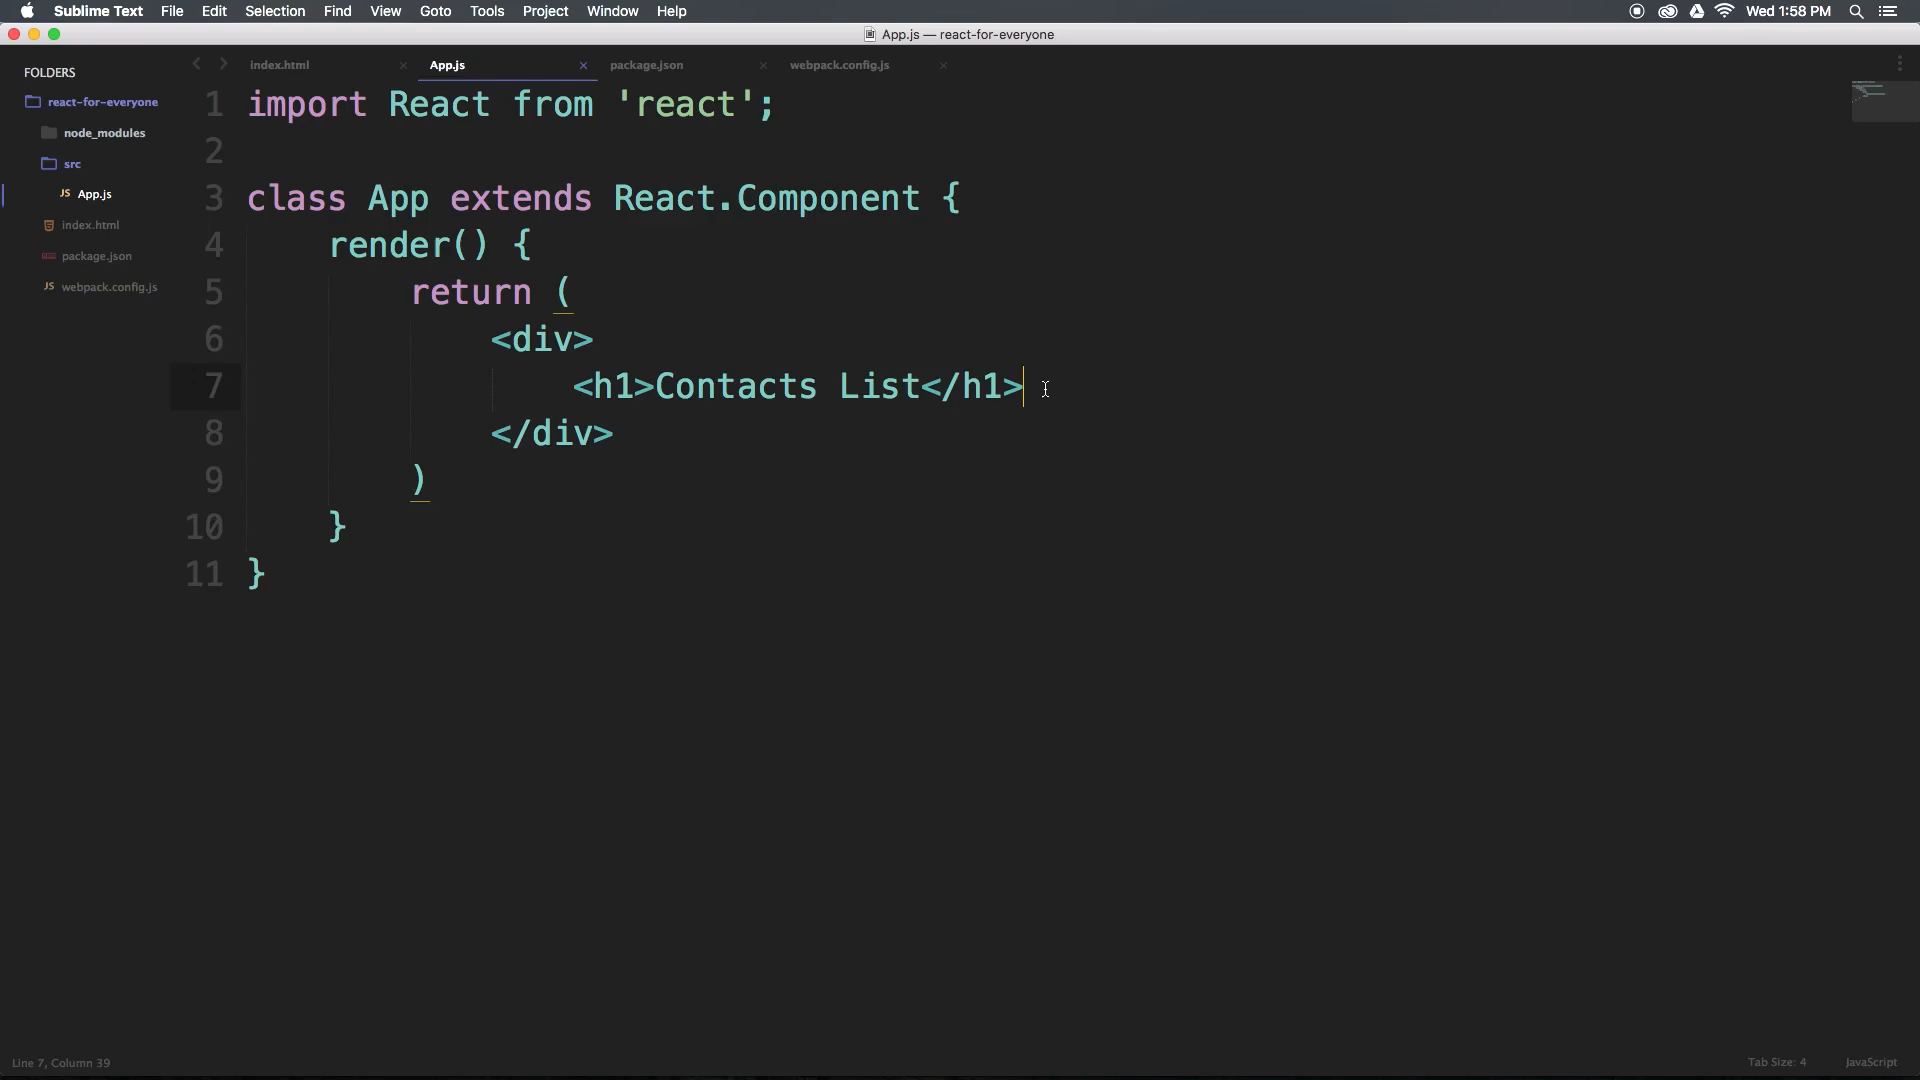 Sublime Text File Edit Selection Find View Goto Tools Project Window Help Wed 1:58 PM
App.js — react-for-everyone
FOLDERS
react-for-everyone
node_modules
src
JS App.js
index.html
package.json
JS webpack.config.js
index.html × App.js × package.json × webpack.config.js ×
1 import React from 'react';
2
3 class App extends React.Component {
4 render() {
5 return (
6 <div>
7 <h1>Contacts List</h1>
8 </div>
9 )
10 }
11 }
Line 7, Column 39 Tab Size: 4 JavaScript